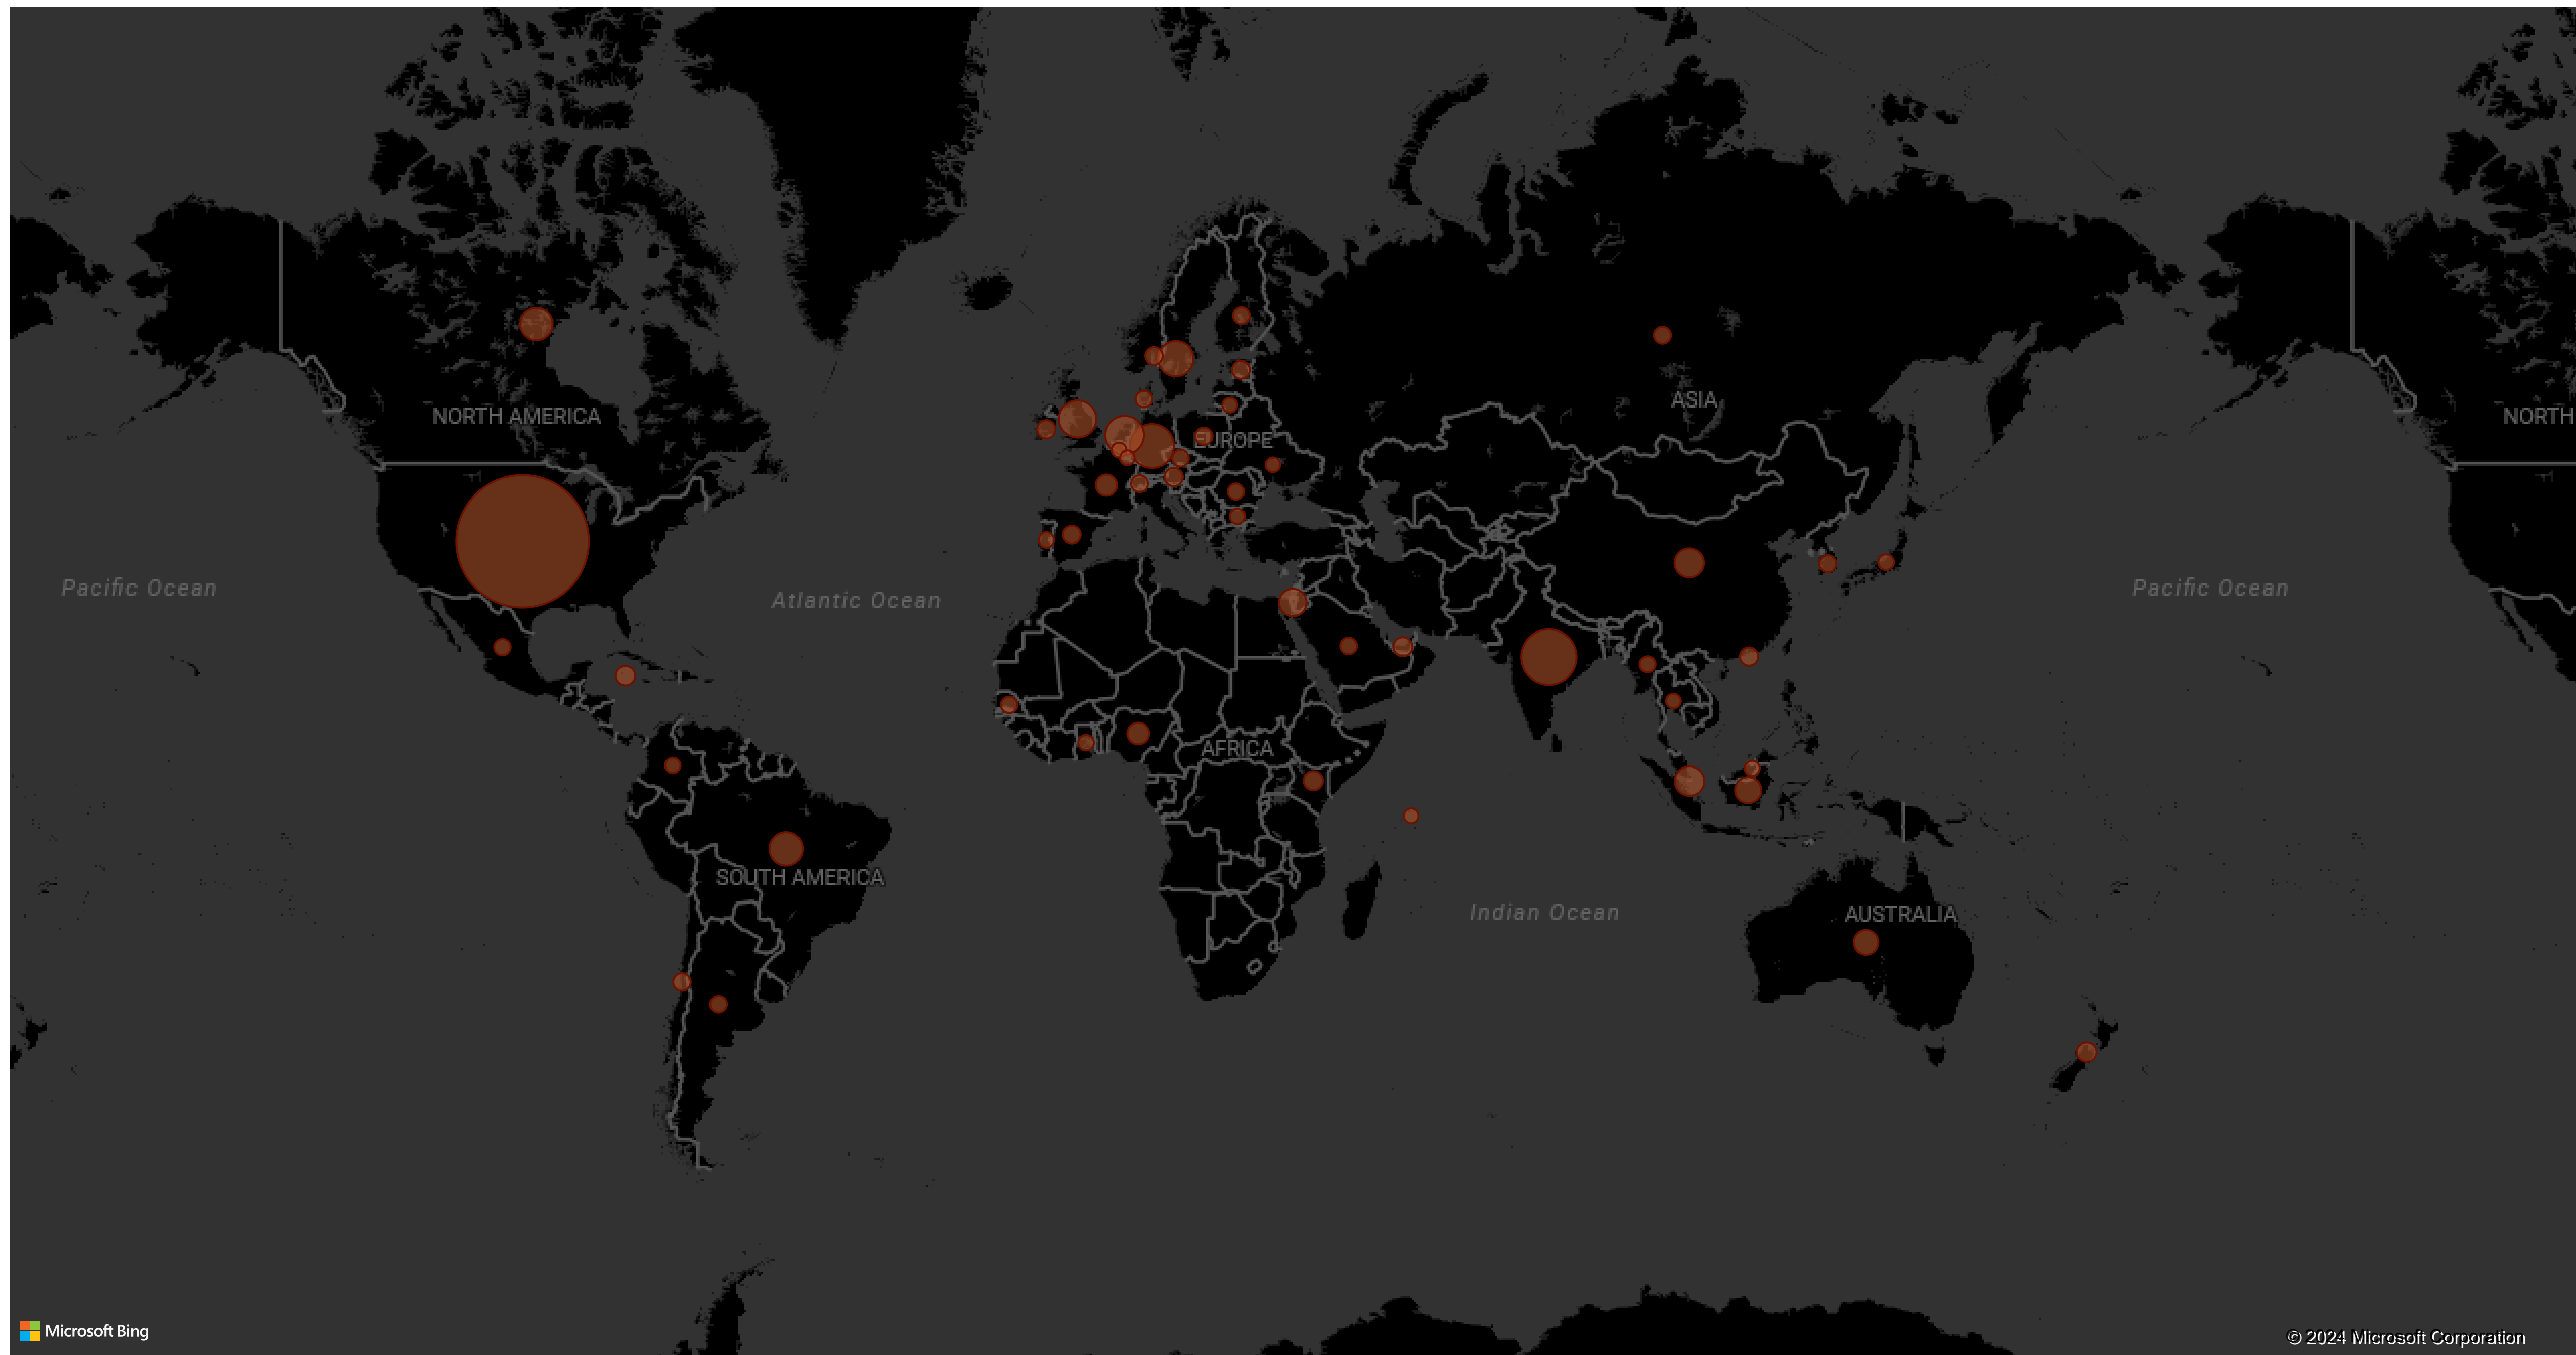 NORTH AMERICA
ASIA
NORTH
EUROPE
Pacific Ocean
Atlantic Ocean
Pacific Ocean
AFRICA
SOUTH AMERICA
Indian Ocean
AUSTRALIA
Microsoft Bing
© 2024 Microsoft Corporation